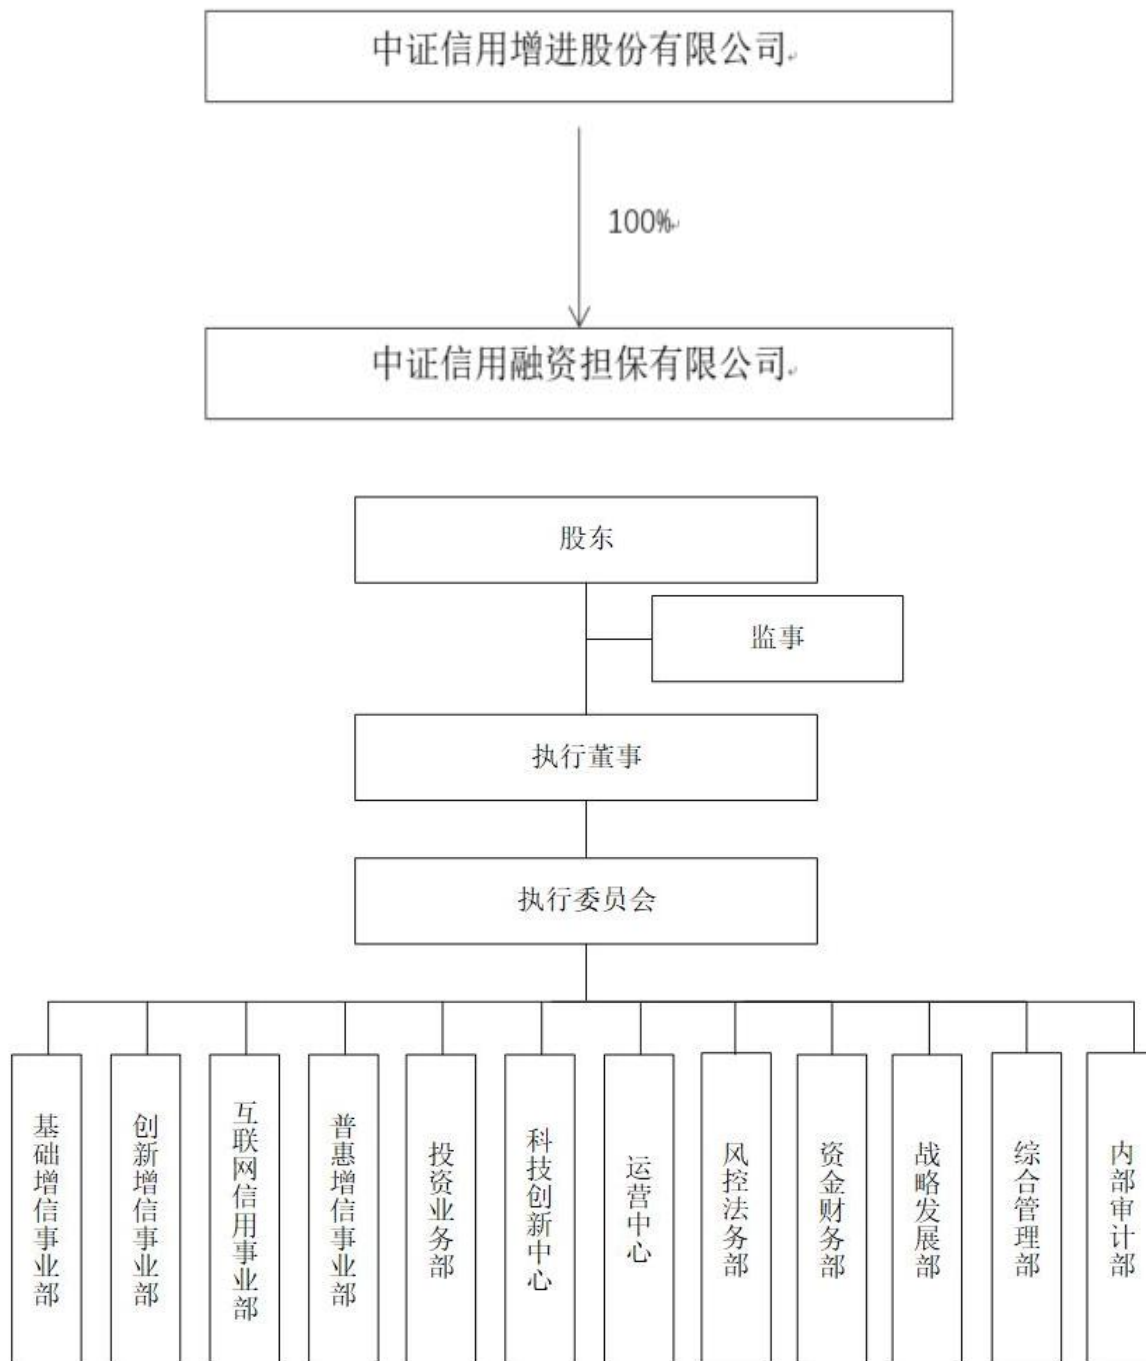 中证信用增进股份有限公司
100%
中证信用融资担保有限公司
股东
监事
执行董事
执行委员会
基础增信事业部
创新增信事业部
互联网信用事业部
普惠增信事业部
投资业务部
科技创新中心
运营中心
风控法务部
资金财务部
战略发展部
综合管理部
内部审计部